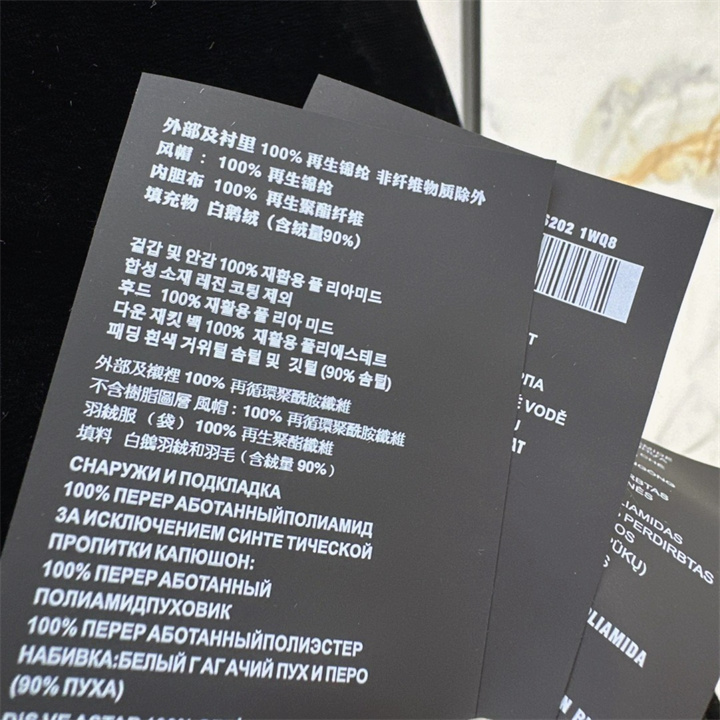 外部及衬里 100% 再生锦纶 非纤维物质除外
风帽： 100% 再生锦纶
内胆布 100% 再生聚酯纤维
填充物 白鹅绒（含绒量90%）
겉감 및 안감 100% 재합용 폴 리아미드
합성 소재 레진 코팅 제외
후드 100% 재활용 폴 리아 미드
다운 재킷 백 100% 재활용 폴리에스테르
패딩 흰색 거위털 솜털 및 깃털 (90% 솜털)
外部及襯裡 100% 再循環聚酰胺纖維
不含樹脂圖層 風帽：100% 再循環聚酰胺纖維
羽絨服（袋）100% 再生聚酯纖維
填料 白鵝羽絨和羽毛（含絨量 90%）
СНАРУЖИ И ПОДКЛАДКА
100% ПЕРЕР АБОТАННЫЙПОЛИАМИД
ЗА ИСКЛЮЧЕНИЕМ СИНТЕ ТИЧЕСКОЙ
ПРОПИТКИ КАПЮШОН:
100% ПЕРЕР АБОТАННЫЙ
ПОЛИАМИДПУХОВИК
100% ПЕРЕР АБОТАННЫЙПОЛИЭСТЕР
НАБИВКА:БЕЛЫЙ Г АГАЧИЙ ПУХ И ПЕРО
(90% ПУХА)
S202 1WQ8
VODĚ
PERDIRBTAS
PŪKŲ)